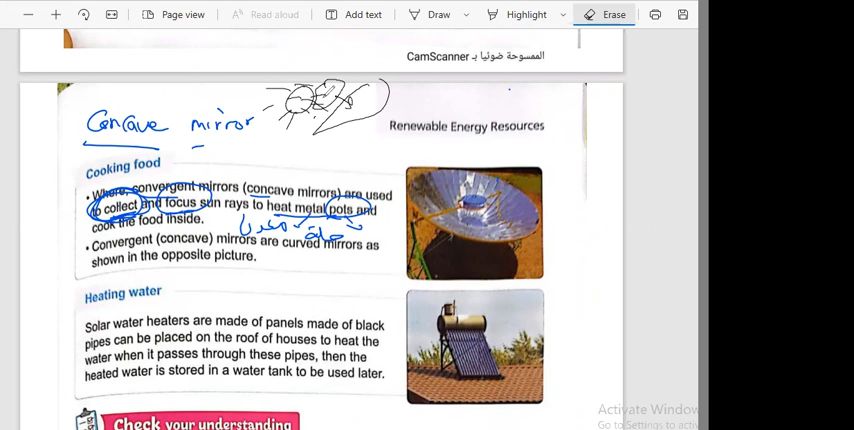 Page view
Read aloud
Add text
Draw
Highlight
Erase
الممسوحة ضوئيا بـ CamScanner
Concave mirror
Renewable Energy Resources
Cooking food
• Where, convergent mirrors (concave mirrors) are used
to collect and focus sun rays to heat metal pots and
cook the food inside.
حلة
• Convergent (concave) mirrors are curved mirrors as
shown in the opposite picture.
Heating water
Solar water heaters are made of panels made of black
pipes can be placed on the roof of houses to heat the
water when it passes through these pipes, then the
heated water is stored in a water tank to be used later.
Check your understanding
Activate Window
Go to Settings to activ